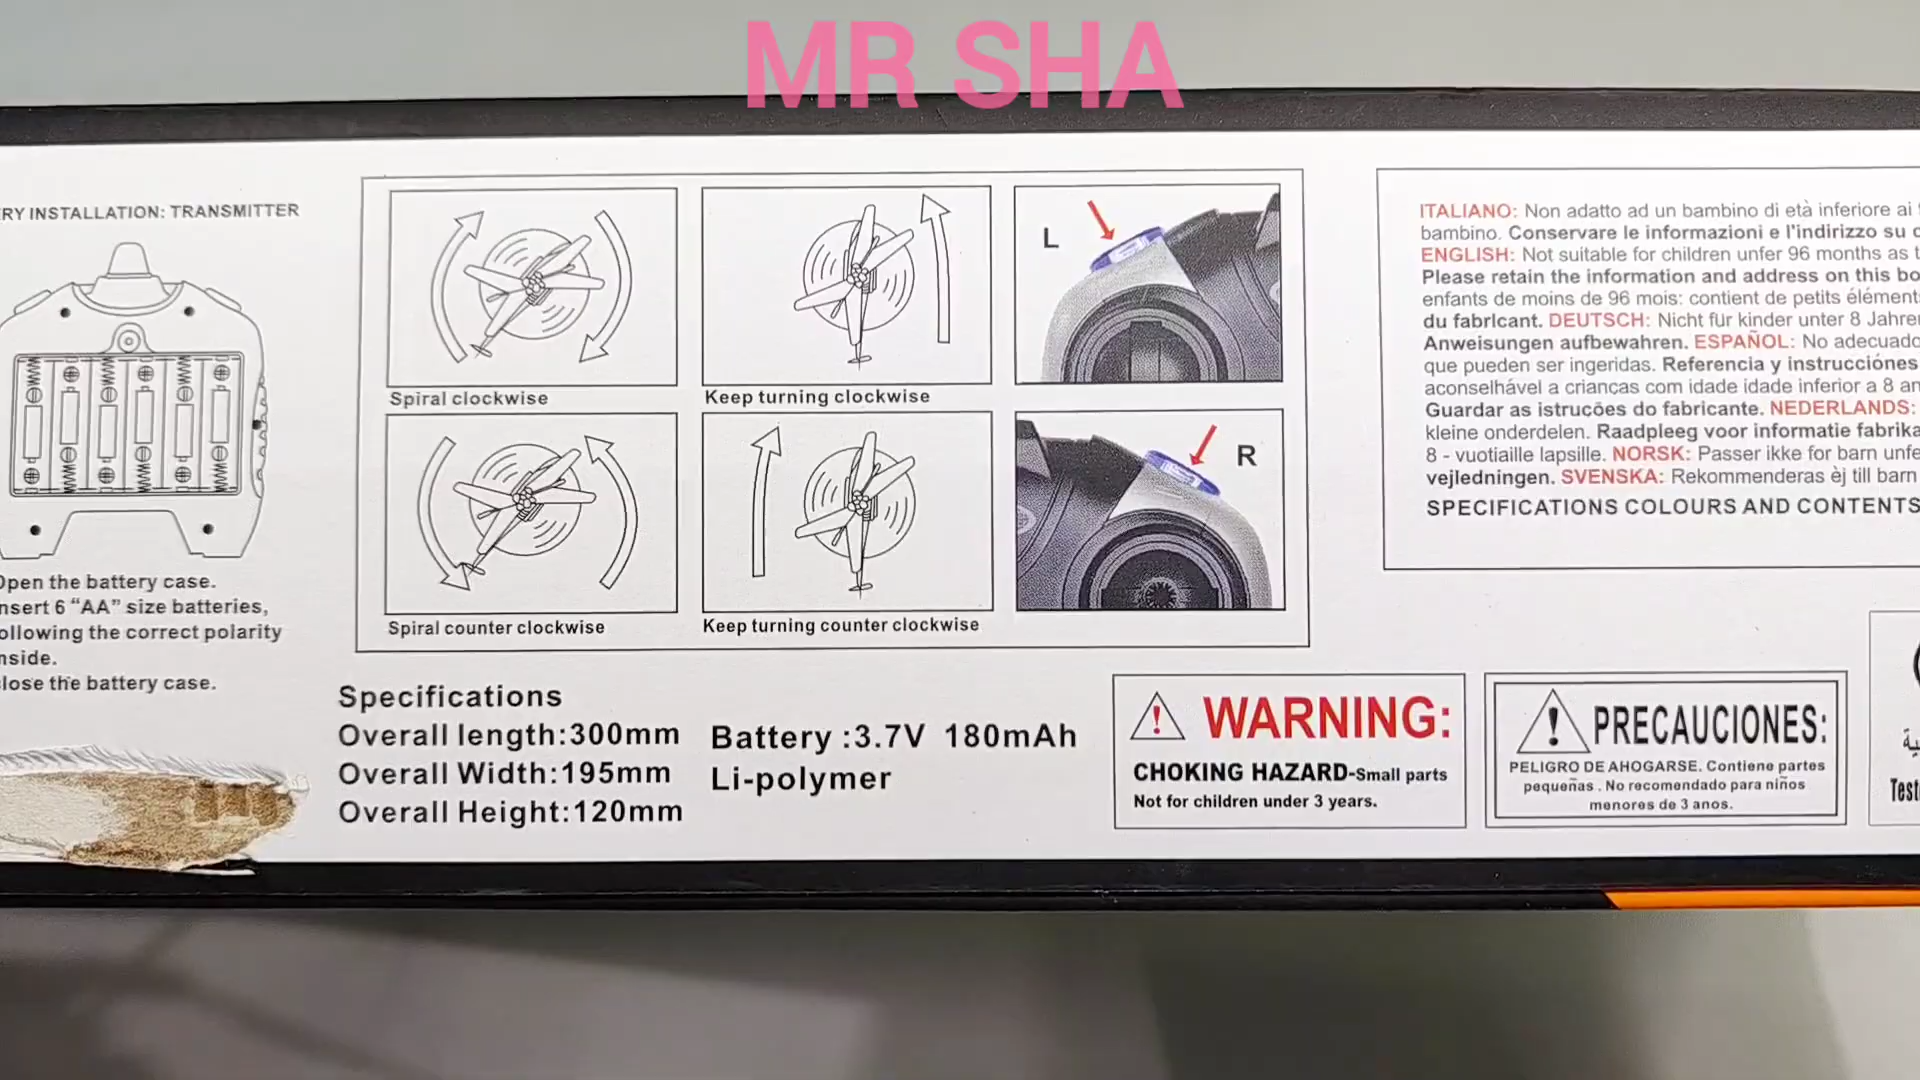 MR SHA
RY INSTALLATION: TRANSMITTER
Open the battery case.
nsert 6 “AA” size batteries,
ollowing the correct polarity
nside.
lose the battery case.
Spiral clockwise
Keep turning clockwise
L
Spiral counter clockwise
Keep turning counter clockwise
R
ITALIANO: Non adatto ad un bambino di età inferiore ai
bambino. Conservare le informazioni e l'indirizzo su
ENGLISH: Not suitable for children unfer 96 months as
Please retain the information and address on this bo
enfants de moins de 96 mois: contient de petits élément
du fabrIcant. DEUTSCH: Nicht für kinder unter 8 Jahre
Anweisungen aufbewahren. ESPAÑOL: No adecuado
que pueden ser ingeridas. Referencia y instrucciónes
aconselhável a crianças com idade idade inferior a 8 an
Guardar as istrucões do fabricante. NEDERLANDS:
kleine onderdelen. Raadpleeg voor informatie fabrika
8 - vuotiaille lapsille. NORSK: Passer ikke for barn unfe
vejledningen. SVENSKA: Rekommenderas èj till barn
SPECIFICATIONS COLOURS AND CONTENTS
Specifications
Overall length:300mm
Overall Width:195mm
Overall Height:120mm
Battery :3.7V 180mAh
Li-polymer
WARNING:
CHOKING HAZARD-Small parts
Not for children under 3 years.
PRECAUCIONES:
PELIGRO DE AHOGARSE. Contiene partes
pequeñas . No recomendado para niños
menores de 3 anos.
Test